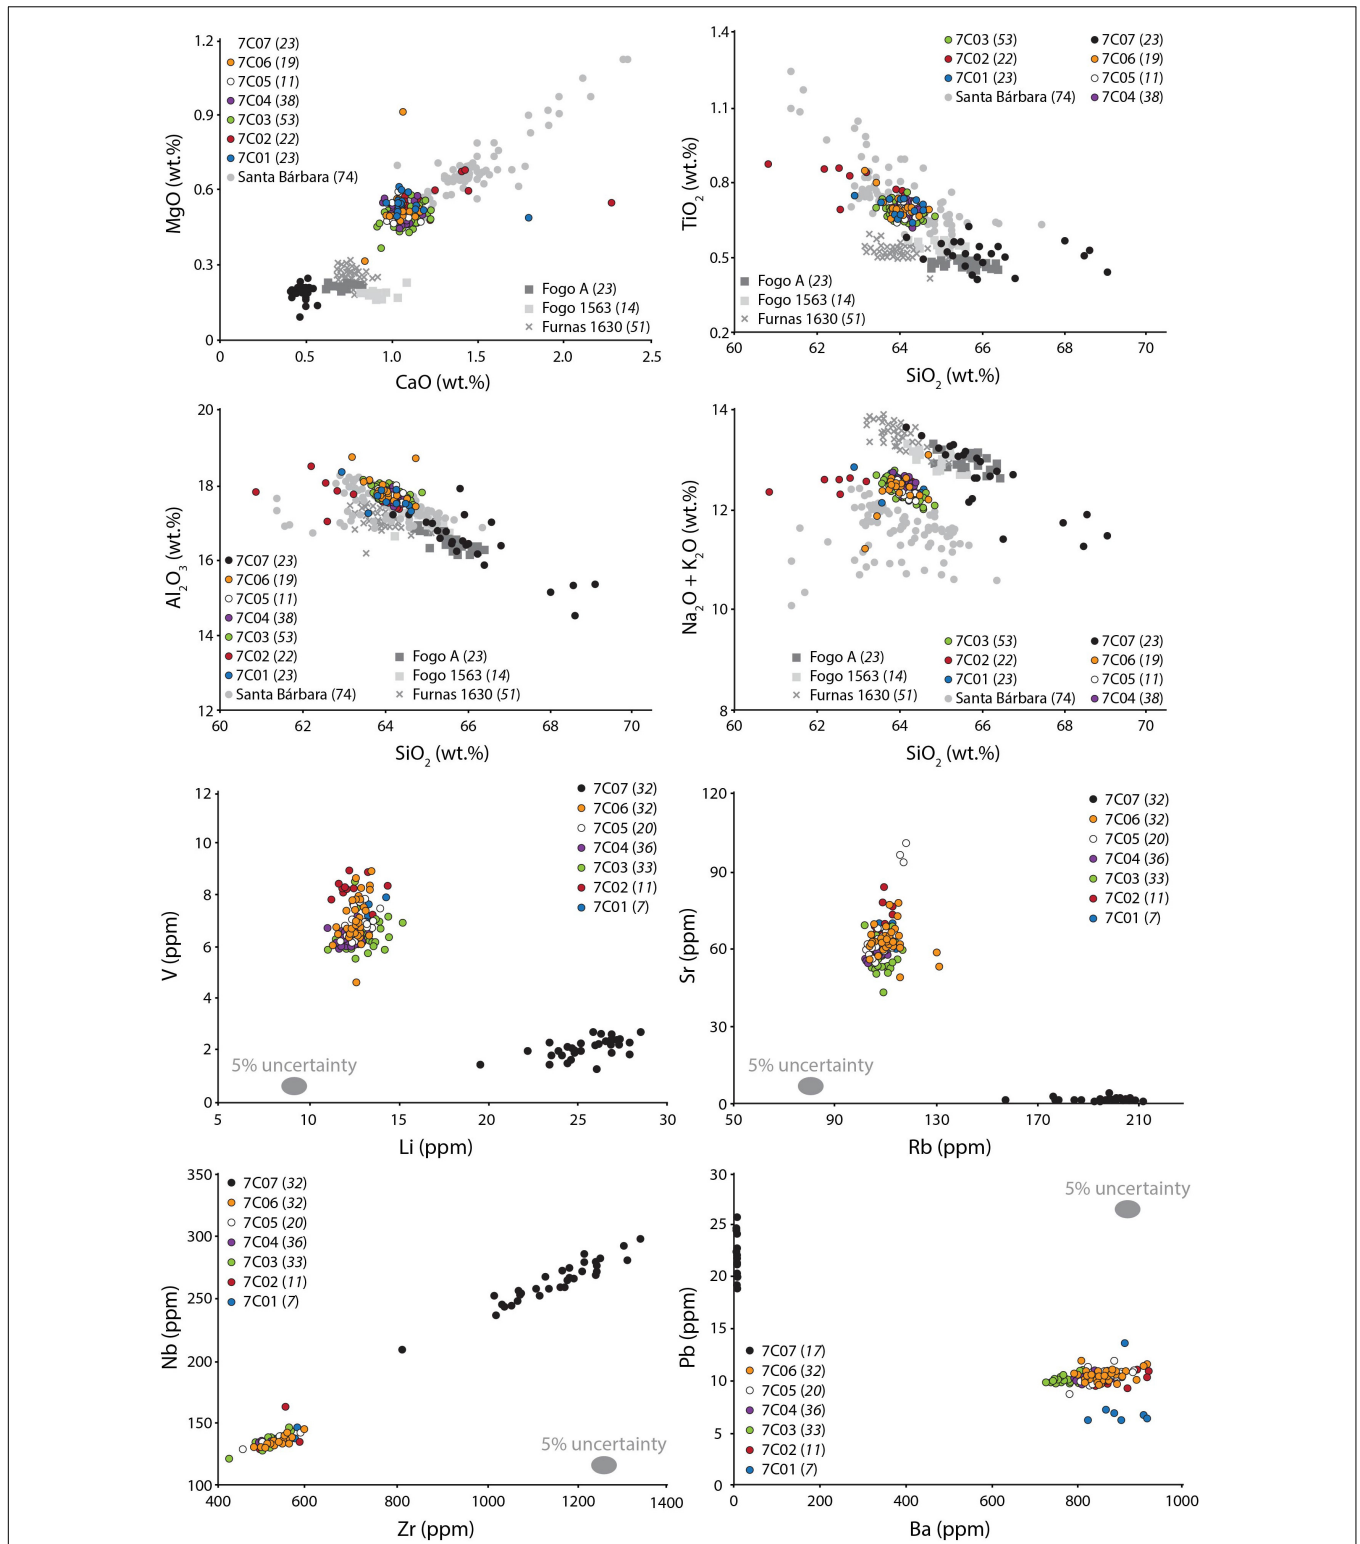 1.2
0.9
0.6
0.3
0
MgO (wt.%)
7C07 (23)
7C06 (19)
7C05 (11)
7C04 (38)
7C03 (53)
7C02 (22)
7C01 (23)
Santa Bárbara (74)
Fogo A (23)
Fogo 1563 (14)
Furnas 1630 (51)
0 0.5 1.0 1.5 2.0 2.5
CaO (wt.%)
1.4
1.1
0.8
0.5
0.2
TiO2 (wt.%)
7C03 (53) 7C07 (23)
7C02 (22) 7C06 (19)
7C01 (23) 7C05 (11)
Santa Bárbara (74) 7C04 (38)
Fogo A (23)
Fogo 1563 (14)
Furnas 1630 (51)
60 62 64 66 68 70
SiO2 (wt.%)
20
18
16
14
12
Al2O3 (wt.%)
7C07 (23)
7C06 (19)
7C05 (11)
7C04 (38)
7C03 (53)
7C02 (22)
7C01 (23)
Santa Bárbara (74)
Fogo A (23)
Fogo 1563 (14)
Furnas 1630 (51)
60 62 64 66 68 70
SiO2 (wt.%)
14
12
10
8
Na2O + K2O (wt.%)
Fogo A (23)
Fogo 1563 (14)
Furnas 1630 (51)
7C03 (53) 7C07 (23)
7C02 (22) 7C06 (19)
7C01 (23) 7C05 (11)
Santa Bárbara (74) 7C04 (38)
60 62 64 66 68 70
SiO2 (wt.%)
12
10
8
6
4
2
0
V (ppm)
7C07 (32)
7C06 (32)
7C05 (20)
7C04 (36)
7C03 (33)
7C02 (11)
7C01 (7)
5% uncertainty
5 10 15 20 25 30
Li (ppm)
120
90
60
30
0
Sr (ppm)
7C07 (32)
7C06 (32)
7C05 (20)
7C04 (36)
7C03 (33)
7C02 (11)
7C01 (7)
5% uncertainty
50 90 130 170 210
Rb (ppm)
350
300
250
200
150
100
Nb (ppm)
7C07 (32)
7C06 (32)
7C05 (20)
7C04 (36)
7C03 (33)
7C02 (11)
7C01 (7)
5% uncertainty
400 600 800 1000 1200 1400
Zr (ppm)
30
25
20
15
10
5
0
Pb (ppm)
5% uncertainty
7C07 (17)
7C06 (32)
7C05 (20)
7C04 (36)
7C03 (33)
7C02 (11)
7C01 (7)
0 200 400 600 800 1000
Ba (ppm)